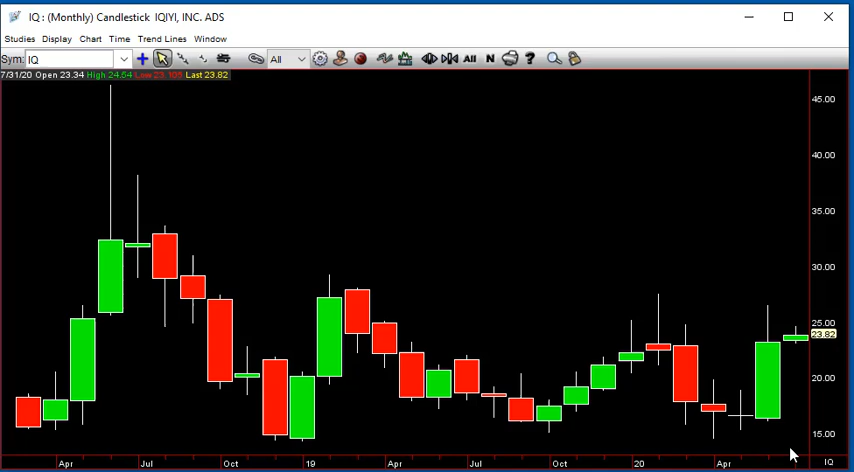 IQ : (Monthly) Candlestick IQIYI, INC. ADS
Studies Display Chart Time Trend Lines Window
Sym: IQ All All N ?
7/31/20 Open 23.34 High 24.64 Low 23.103 Last 23.82
45.00
40.00
35.00
30.00
25.00
23.82
20.00
15.00
Apr Jul Oct 19 Apr Jul Oct 20 Apr IQ